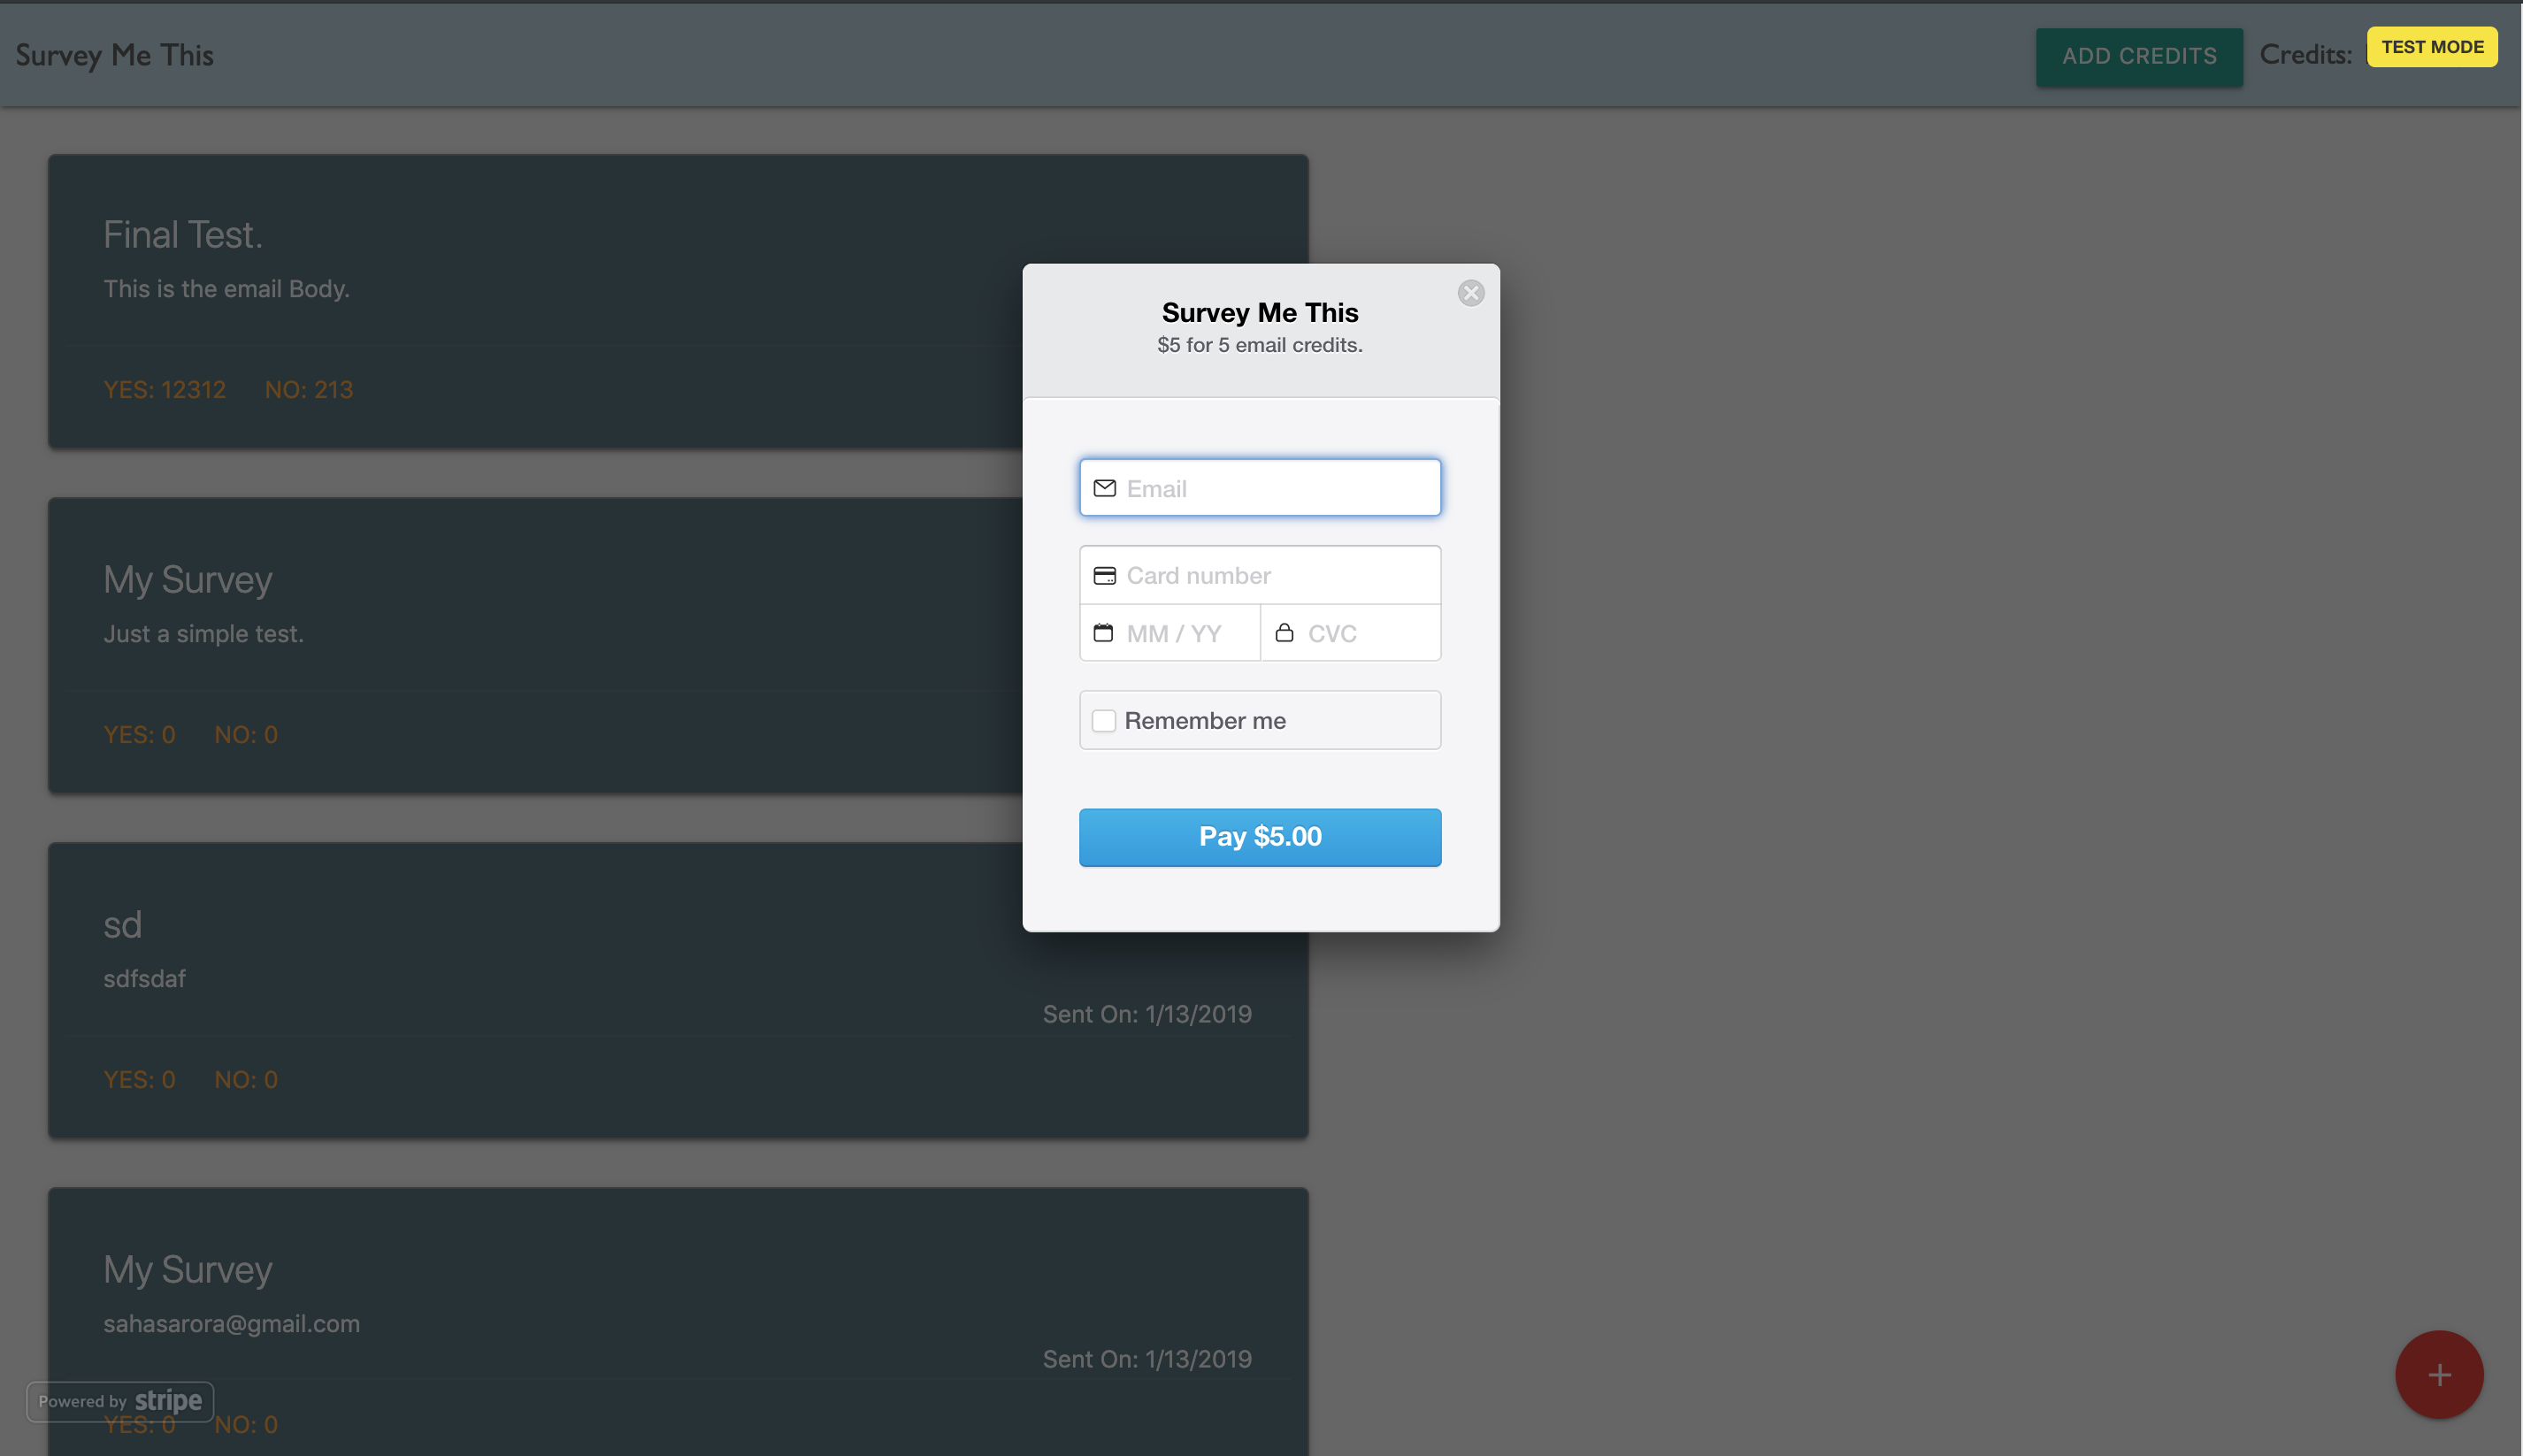 Survey Me This
ADD CREDITS
Credits:
TEST MODE
Final Test.
This is the email Body.
YES: 12312 NO: 213
My Survey
Just a simple test.
YES: 0 NO: 0
sd
sdfsdaf
Sent On: 1/13/2019
YES: 0 NO: 0
My Survey
sahasarora@gmail.com
Sent On: 1/13/2019
YES: 0 NO: 0
Powered by stripe
Survey Me This
$5 for 5 email credits.
Email
Card number
MM / YY
CVC
Remember me
Pay $5.00
+